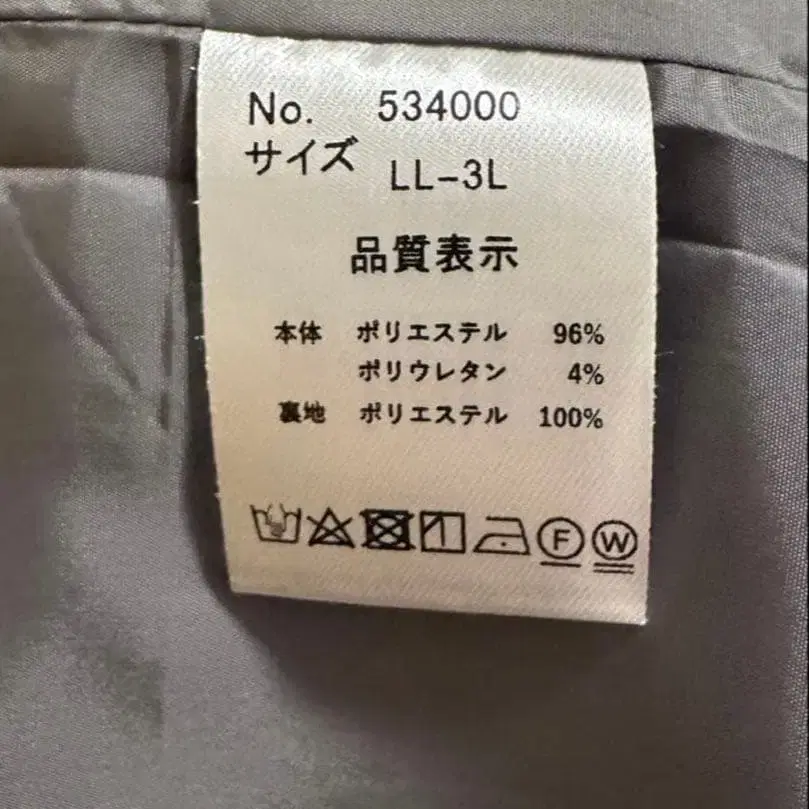 No. 534000
サイズ LL-3L
品質表示
本体 ポリエステル 96%
ポリウレタン 4%
裏地 ポリエステル 100%
F W